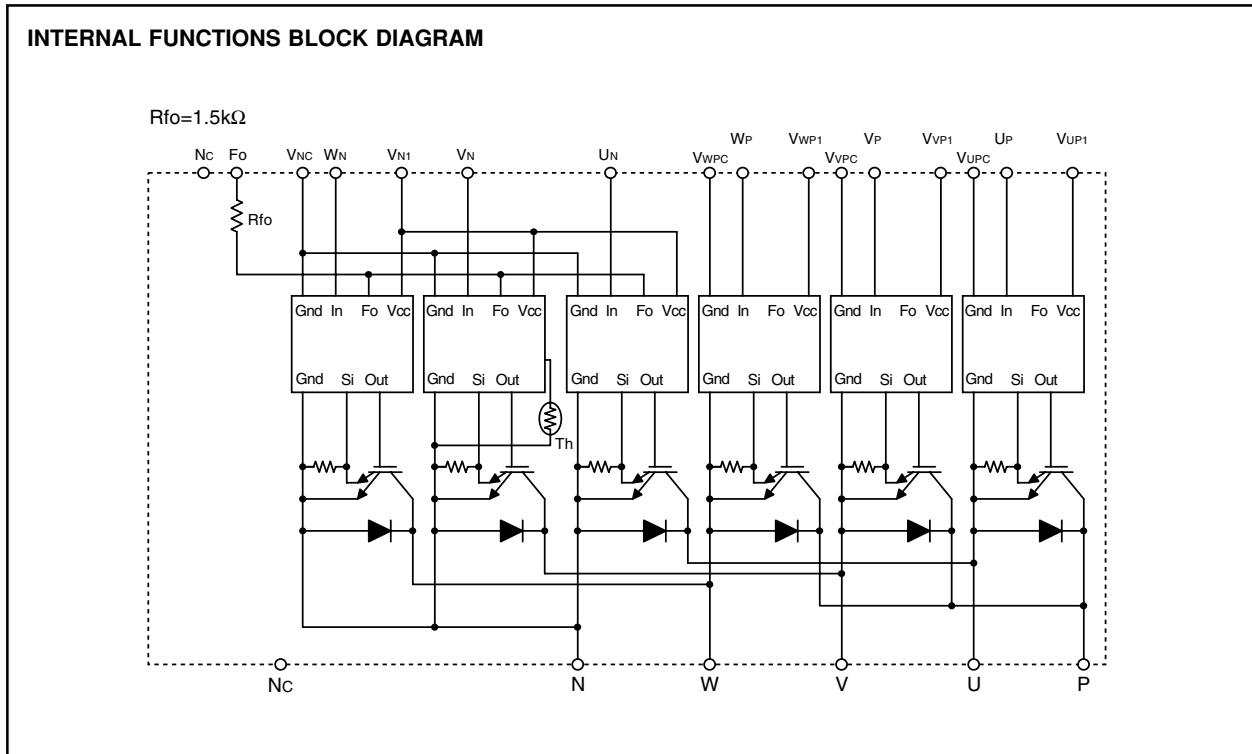 INTERNAL FUNCTIONS BLOCK DIAGRAM
Rfo=1.5kΩ
NC FO VNC WN VN1 VN UN VWPC WP VWP1 VVPC VP VVP1 VUPC UP VUP1
Rfo
Gnd In Fo Vcc Gnd In Fo Vcc Gnd In Fo Vcc Gnd In Fo Vcc Gnd In Fo Vcc Gnd In Fo Vcc
Gnd Si Out Gnd Si Out Gnd Si Out Gnd Si Out Gnd Si Out Gnd Si Out
Th
NC N W V U P